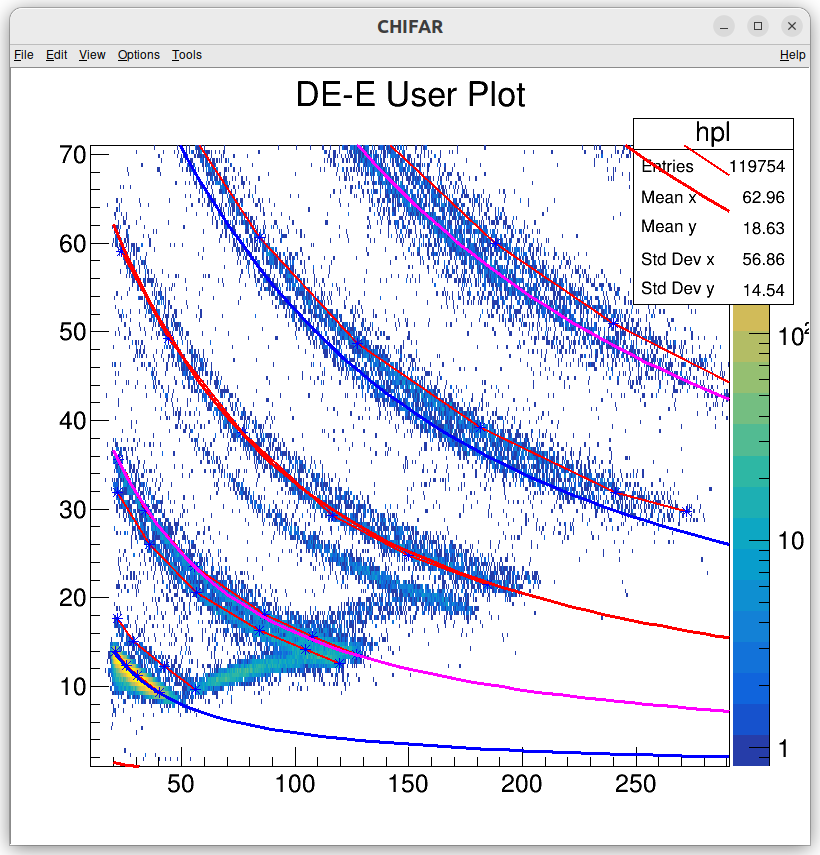 CHIFAR
File Edit View Options Tools Help
DE-E User Plot
hpl
Entries 119754
Mean x 62.96
Mean y 18.63
Std Dev x 56.86
Std Dev y 14.54
70
60
50
40
30
20
10
50 100 150 200 250
10²
10
1